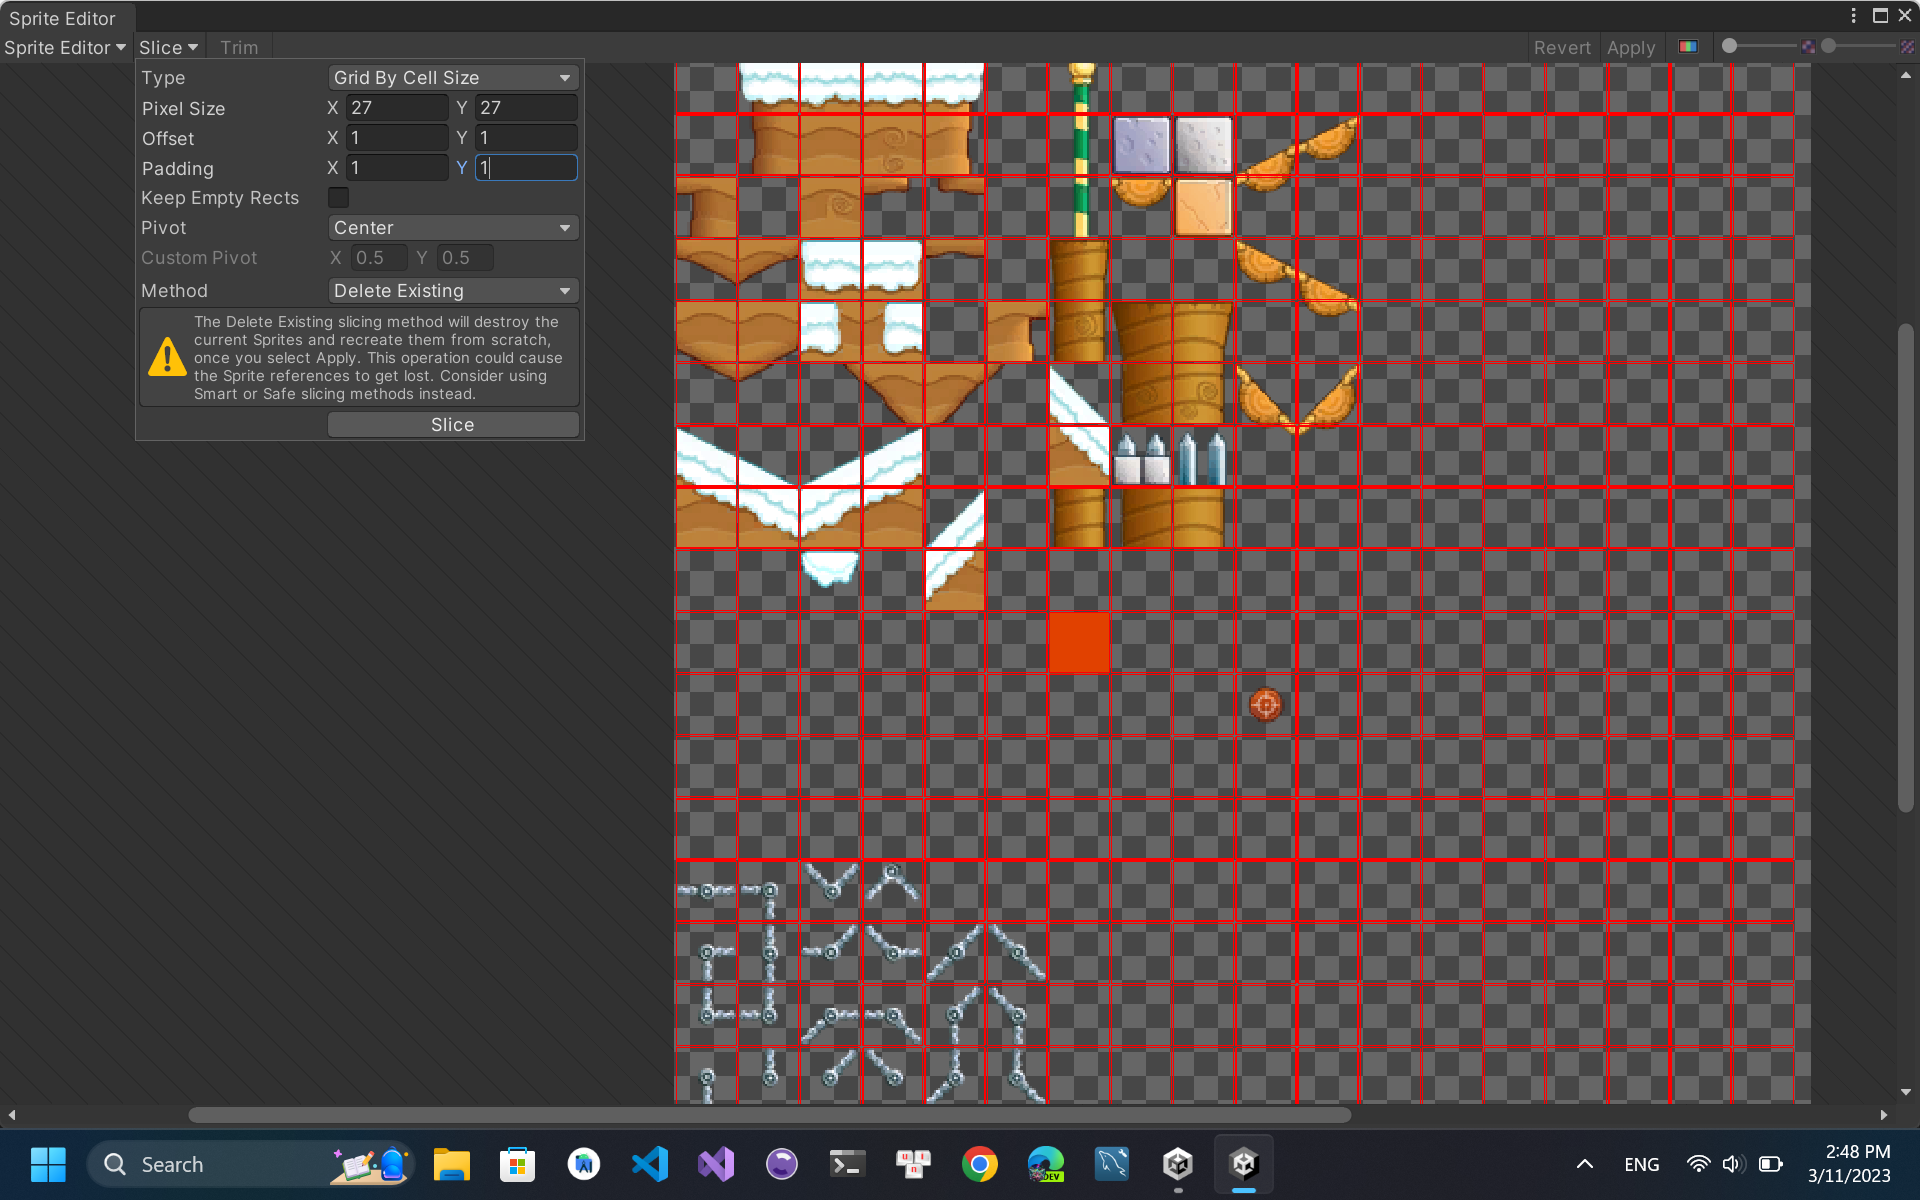 Sprite Editor
Sprite Editor Slice Trim Revert Apply
Type Grid By Cell Size
Pixel Size X 27 Y 27
Offset X 1 Y 1
Padding X 1 Y 1
Keep Empty Rects
Pivot Center
Custom Pivot X 0.5 Y 0.5
Method Delete Existing
The Delete Existing slicing method will destroy the
current Sprites and recreate them from scratch,
once you select Apply. This operation could cause
the Sprite references to get lost. Consider using
Smart or Safe slicing methods instead.
Slice
Search
ENG
2:48 PM
3/11/2023